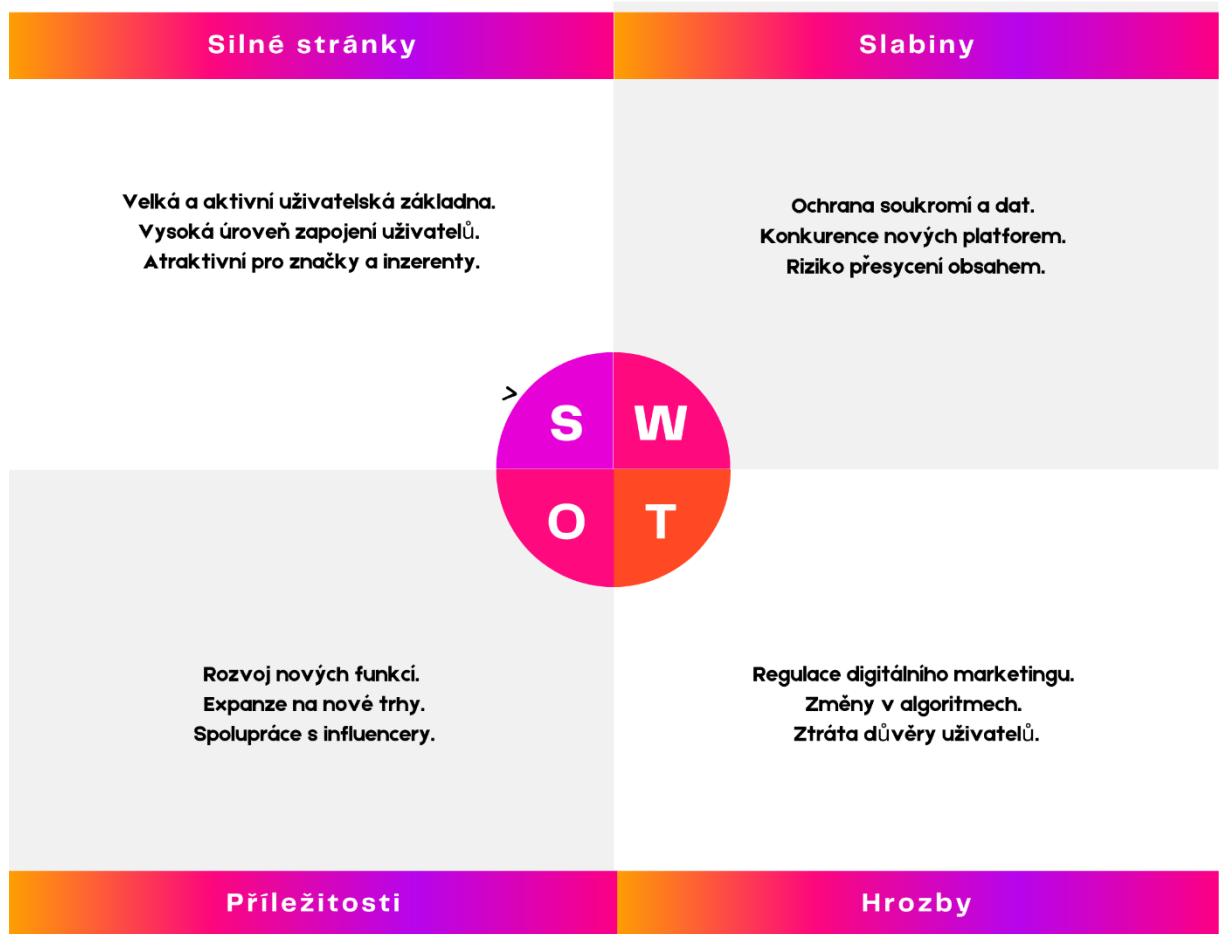 Silné stránky
Slabiny
Velká a aktivní uživatelská základna.
Vysoká úroveň zapojení uživatelů.
Atraktivní pro značky a inzerenty.
Ochrana soukromí a dat.
Konkurence nových platforem.
Riziko přesycení obsahem.
>
S W
O T
Rozvoj nových funkcí.
Expanze na nové trhy.
Spolupráce s influencery.
Regulace digitálního marketingu.
Změny v algoritmech.
Ztráta důvěry uživatelů.
Příležitosti
Hrozby